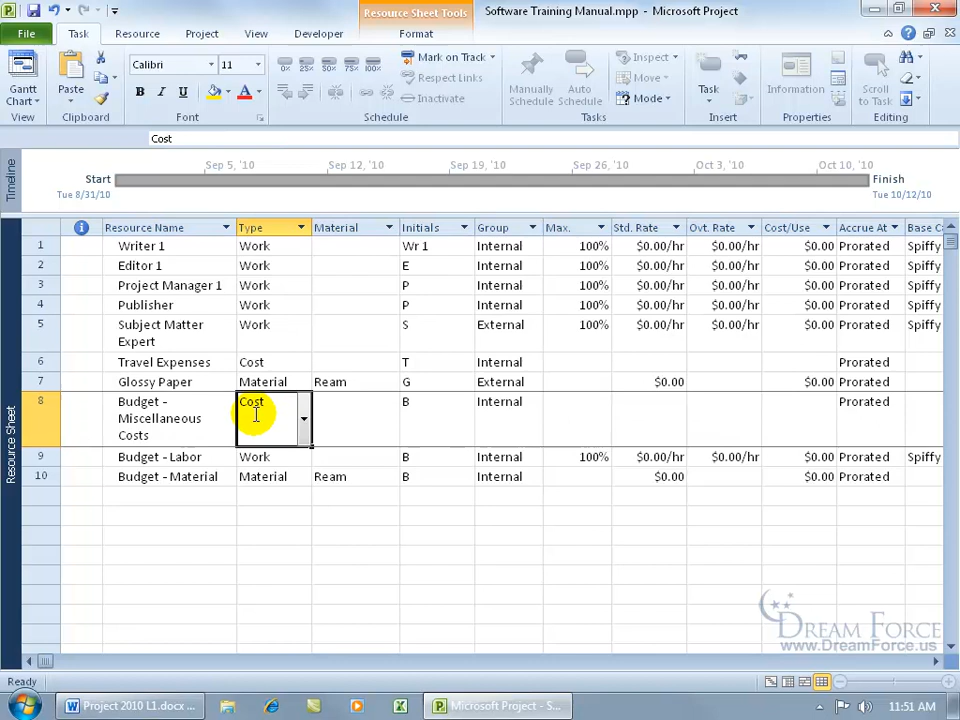 Resource Sheet Tools
Software Training Manual.mpp - Microsoft Project
File Task Resource Project View Developer Format
Gantt Chart
View
Paste
Clipboard
Calibri 11
B I U A
Font
0% 25% 50% 75% 100%
Mark on Track
Respect Links
Inactivate
Schedule
Manually Schedule
Auto Schedule
Inspect
Move
Mode
Tasks
Task
Insert
Information
Properties
Scroll to Task
Editing
Cost
Timeline
Sep 5, '10 Sep 12, '10 Sep 19, '10 Sep 26, '10 Oct 3, '10 Oct 10, '10
Start
Tue 8/31/10
Finish
Tue 10/12/10
Resource Sheet
Resource Name Type Material Initials Group Max. Std. Rate Ovt. Rate Cost/Use Accrue At Base C
1 Writer 1 Work Wr 1 Internal 100% $0.00/hr $0.00/hr $0.00 Prorated Spiffy
2 Editor 1 Work E Internal 100% $0.00/hr $0.00/hr $0.00 Prorated Spiffy
3 Project Manager 1 Work P Internal 100% $0.00/hr $0.00/hr $0.00 Prorated Spiffy
4 Publisher Work P Internal 100% $0.00/hr $0.00/hr $0.00 Prorated Spiffy
5 Subject Matter Expert Work S External 100% $0.00/hr $0.00/hr $0.00 Prorated Spiffy
6 Travel Expenses Cost T Internal Prorated
7 Glossy Paper Material Ream G External $0.00 $0.00 Prorated
8 Budget - Miscellaneous Costs Cost B Internal Prorated
9 Budget - Labor Work B Internal 100% $0.00/hr $0.00/hr $0.00 Prorated Spiffy
10 Budget - Material Material Ream B Internal $0.00 $0.00 Prorated
DREAM FORCE
www.DreamForce.us
Ready
Project 2010 L1.docx ...
Microsoft Project - S...
11:51 AM